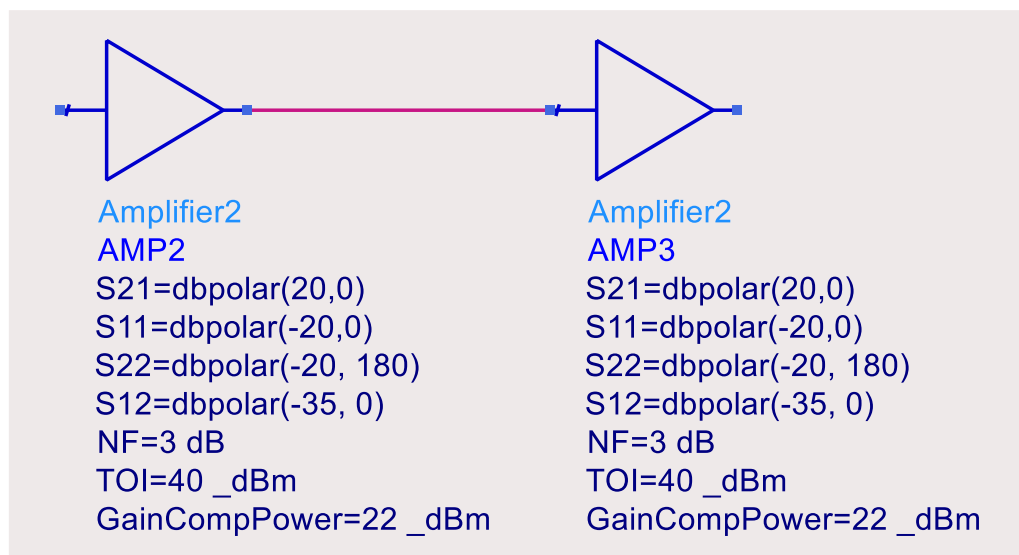 Amplifier2
AMP2
S21=dbpolar(20,0)
S11=dbpolar(-20,0)
S22=dbpolar(-20, 180)
S12=dbpolar(-35, 0)
NF=3 dB
TOI=40 _dBm
GainCompPower=22 _dBm
Amplifier2
AMP3
S21=dbpolar(20,0)
S11=dbpolar(-20,0)
S22=dbpolar(-20, 180)
S12=dbpolar(-35, 0)
NF=3 dB
TOI=40 _dBm
GainCompPower=22 _dBm